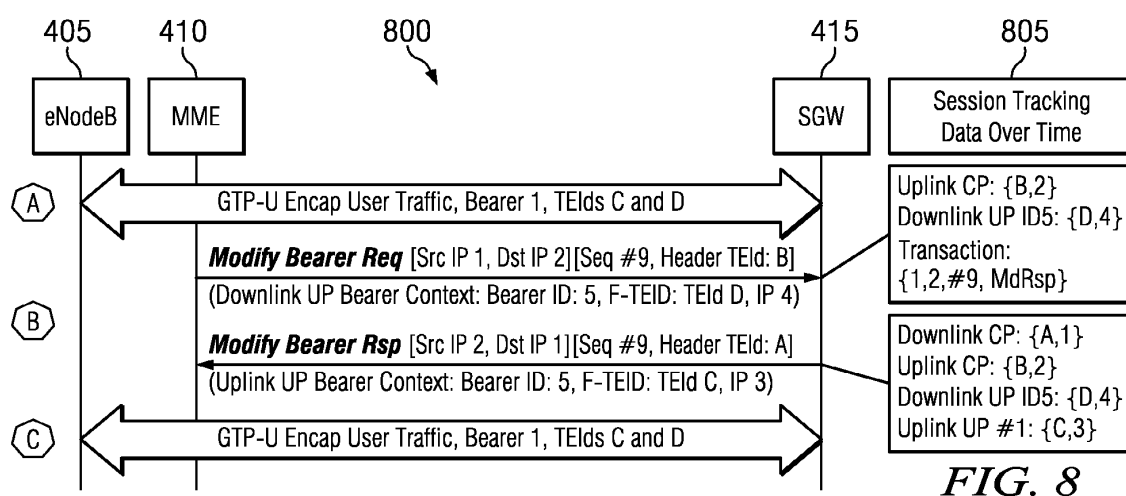 405 410 800 415 805
eNodeB MME SGW Session Tracking
Data Over Time
A
GTP-U Encap User Traffic, Bearer 1, TEIds C and D
Uplink CP: {B,2}
Downlink UP ID5: {D,4}
Transaction:
{1,2,#9, MdRsp}
Modify Bearer Req [Src IP 1, Dst IP 2][Seq #9, Header TEId: B]
(Downlink UP Bearer Context: Bearer ID: 5, F-TEID: TEId D, IP 4)
B
Modify Bearer Rsp [Src IP 2, Dst IP 1][Seq #9, Header TEId: A]
(Uplink UP Bearer Context: Bearer ID: 5, F-TEID: TEId C, IP 3)
Downlink CP: {A,1}
Uplink CP: {B,2}
Downlink UP ID5: {D,4}
Uplink UP #1: {C,3}
C
GTP-U Encap User Traffic, Bearer 1, TEIds C and D
FIG. 8